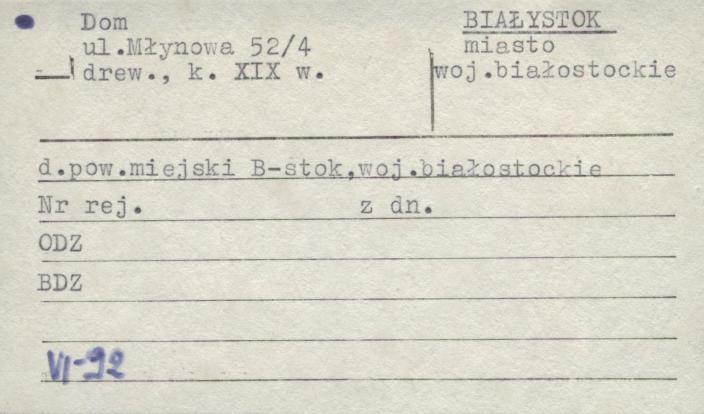 Dom
ul.Młynowa 52/4
drew., k. XIX w.
BIAŁYSTOK
miasto
woj.białostockie
d.pow.miejski B-stok,woj.białostockie
Nr rej. z dn.
ODZ
BDZ
VI-92